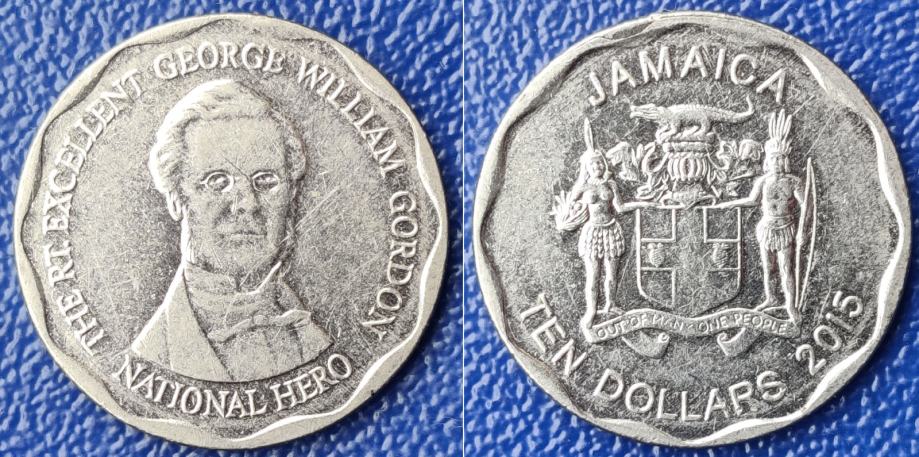 THE RT. EXCELLENT GEORGE WILLIAM GORDON
NATIONAL HERO
JAMAICA
OUT OF MANY ONE PEOPLE
TEN DOLLARS 2015